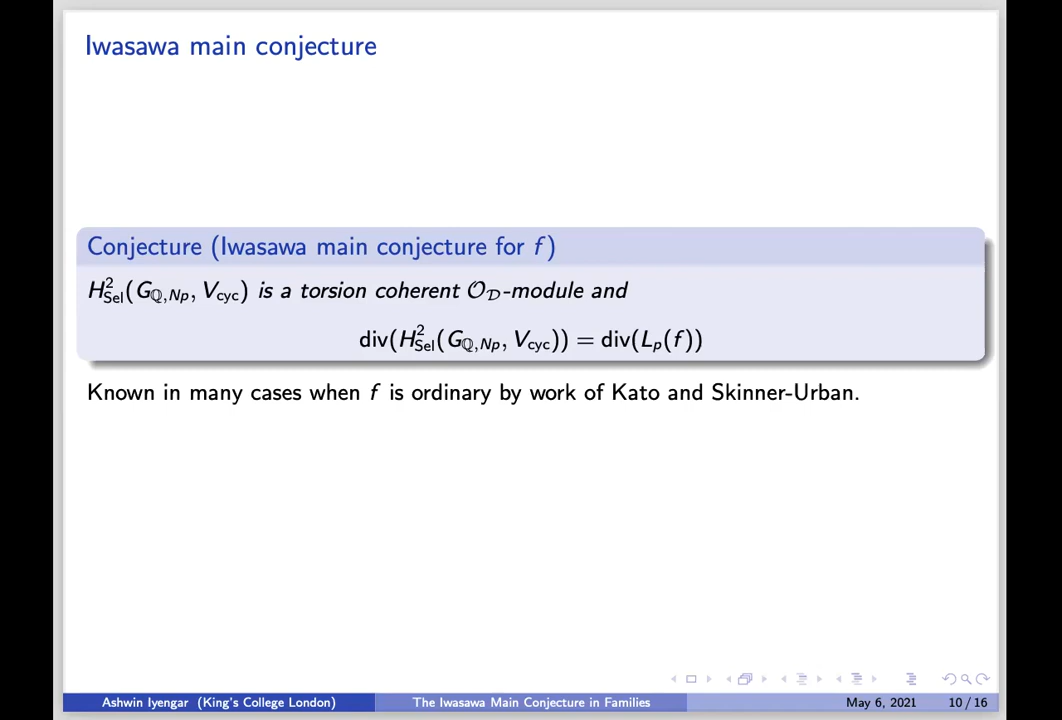 Iwasawa main conjecture
Conjecture (Iwasawa main conjecture for f)
H²_Sel(G_ℚ,Np, V_cyc) is a torsion coherent 𝒪_𝒟-module and
div(H²_Sel(G_ℚ,Np, V_cyc)) = div(L_p(f))
Known in many cases when f is ordinary by work of Kato and Skinner-Urban.
Ashwin Iyengar (King's College London) The Iwasawa Main Conjecture in Families May 6, 2021 10 / 16